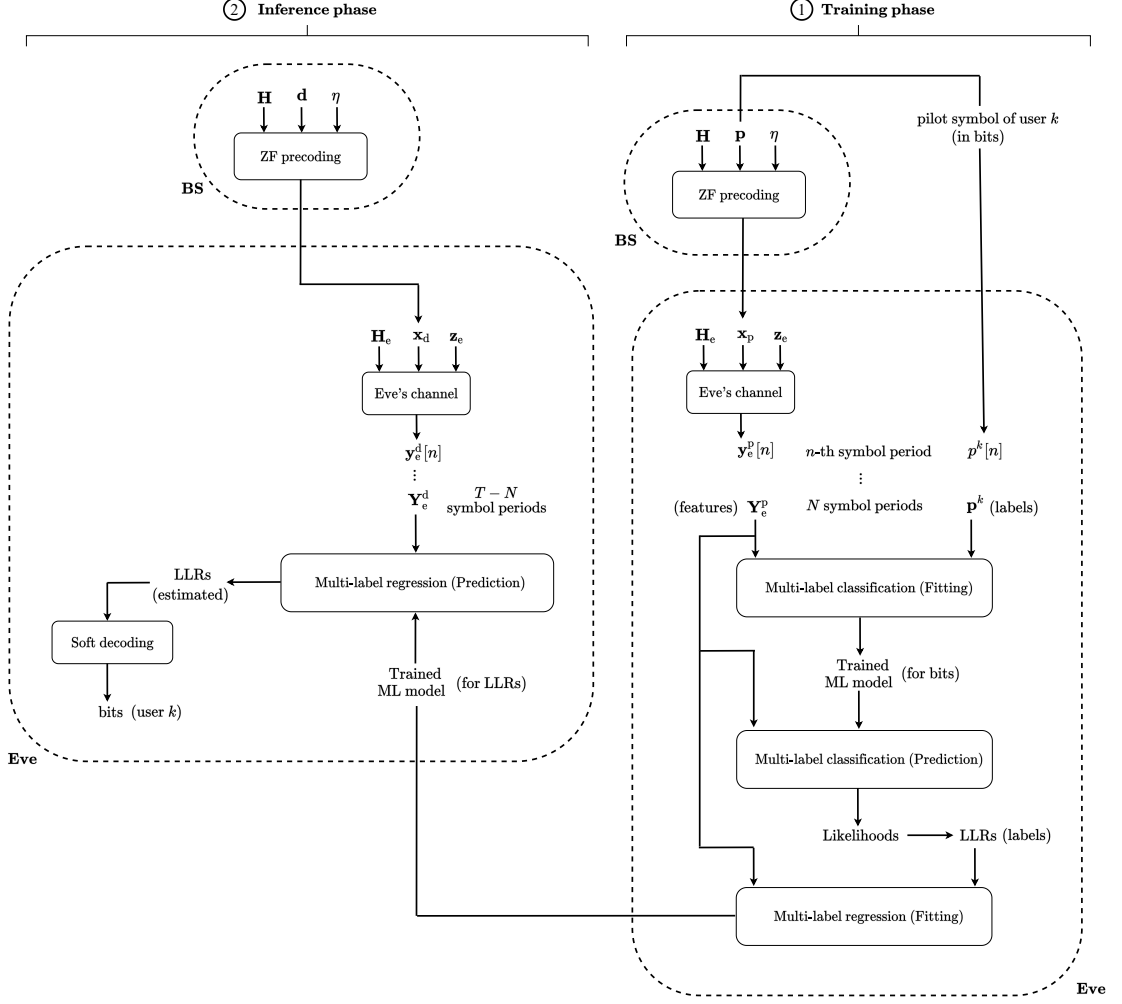 ② Inference phase
H d η
ZF precoding
BS
H_e x_d z_e
Eve's channel
y_e^d[n]
⋮
Y_e^d T − N
symbol periods
Multi-label regression (Prediction)
LLRs
(estimated)
Soft decoding
bits (user k)
Trained
ML model (for LLRs)
Eve
① Training phase
pilot symbol of user k
(in bits)
H p η
ZF precoding
BS
H_e x_p z_e
Eve's channel
y_e^p[n] n-th symbol period p^k[n]
⋮
(features) Y_e^p N symbol periods p^k (labels)
Multi-label classification (Fitting)
Trained
ML model (for bits)
Multi-label classification (Prediction)
Likelihoods LLRs (labels)
Multi-label regression (Fitting)
Eve